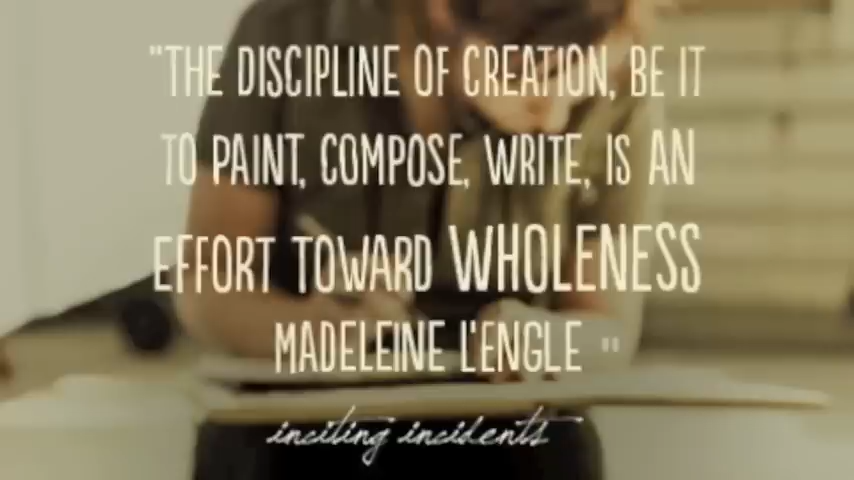 "THE DISCIPLINE OF CREATION, BE IT
TO PAINT, COMPOSE, WRITE, IS AN
EFFORT TOWARD WHOLENESS
MADELEINE L'ENGLE "
inciting incidents